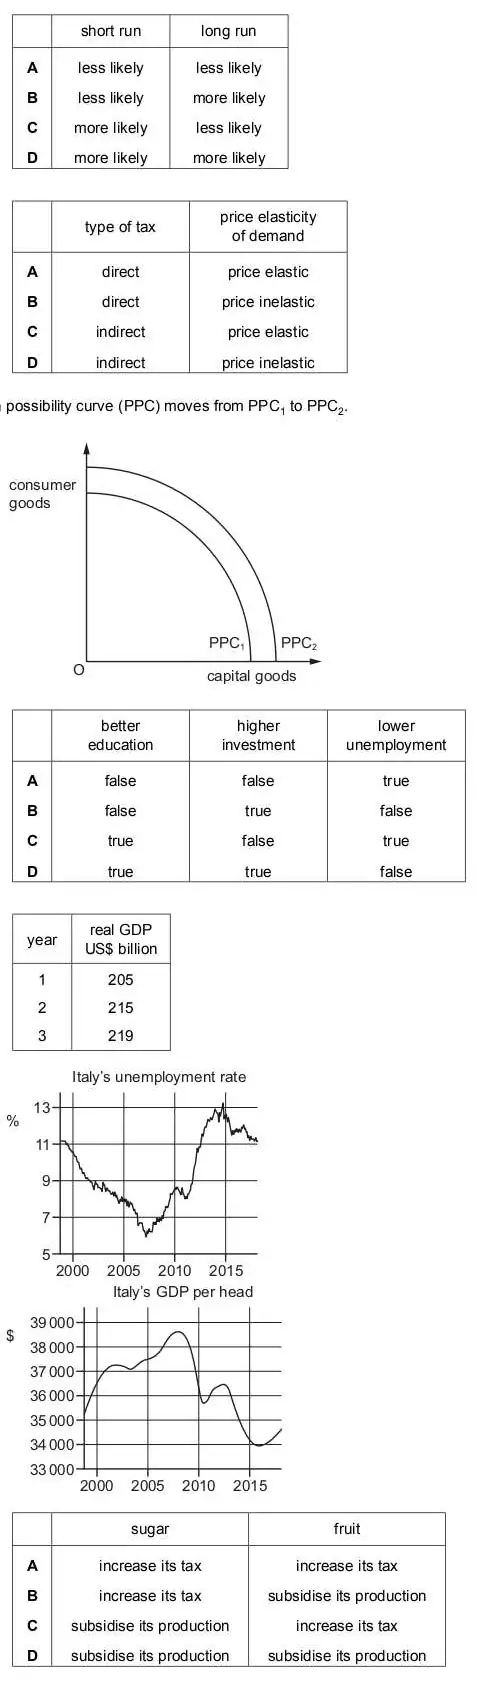 short run long run
A less likely less likely
B less likely more likely
C more likely less likely
D more likely more likely
type of tax price elasticity of demand
A direct price elastic
B direct price inelastic
C indirect price elastic
D indirect price inelastic
possibility curve (PPC) moves from PPC1 to PPC2.
consumer
goods
PPC1 PPC2
O
capital goods
better education higher investment lower unemployment
A false false true
B false true false
C true false true
D true true false
year real GDP US$ billion
1 205
2 215
3 219
Italy's unemployment rate
%
13
11
9
7
5
2000 2005 2010 2015
Italy's GDP per head
$
39 000
38 000
37 000
36 000
35 000
34 000
33 000
2000 2005 2010 2015
sugar fruit
A increase its tax increase its tax
B increase its tax subsidise its production
C subsidise its production increase its tax
D subsidise its production subsidise its production